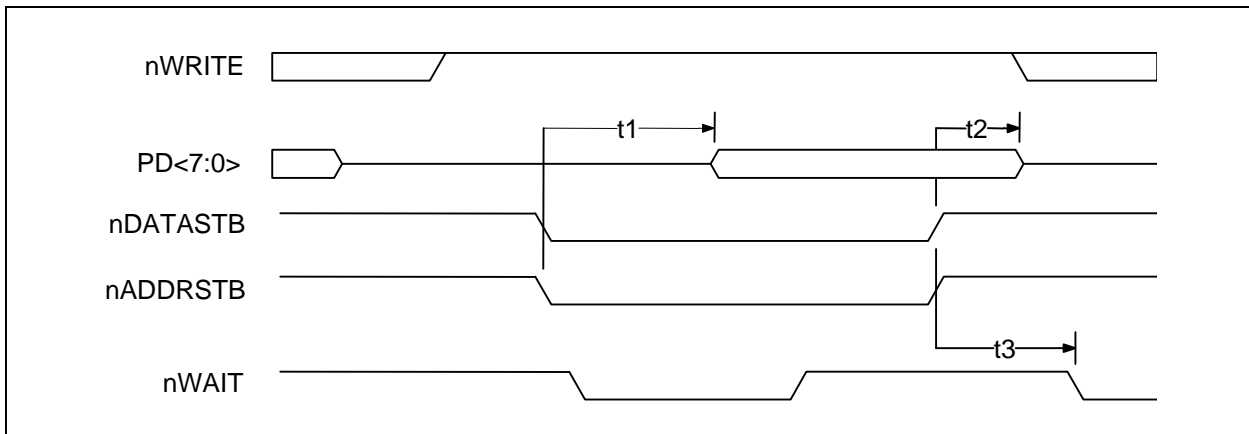 nWRITE
t1
t2
PD<7:0>
nDATASTB
nADDRSTB
t3
nWAIT